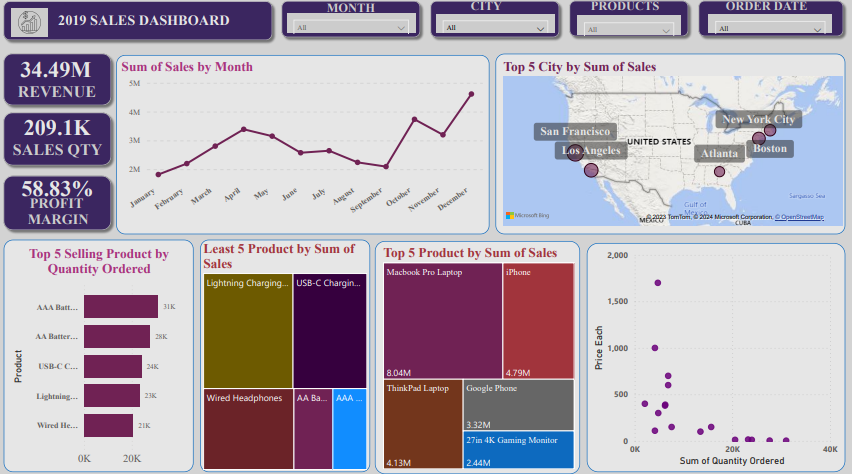 2019 SALES DASHBOARD
MONTH
All
CITY
All
PRODUCTS
All
ORDER DATE
All
34.49M
REVENUE
209.1K
SALES QTY
58.83%
PROFIT
MARGIN
Sum of Sales by Month
5M
4M
3M
2M
January
February
March
April
May
June
July
August
September
October
November
December
Top 5 City by Sum of Sales
San Francisco
Los Angeles
UNITED STATES
New York City
Boston
Atlanta
Gulf of
Sargasso Sea
Microsoft Bing
MEXICO
© 2023 TomTom, © 2024 Microsoft Corporation, © OpenStreetMap
CUBA
Top 5 Selling Product by
Quantity Ordered
Product
AAA Batt...
31K
AA Batter...
28K
USB-C C...
24K
Lightning...
23K
Wired He...
21K
0K
20K
Least 5 Product by Sum of
Sales
Lightning Charging...
USB-C Chargin...
Wired Headphones
AA Ba...
AAA ...
Top 5 Product by Sum of Sales
Macbook Pro Laptop
8.04M
iPhone
4.79M
ThinkPad Laptop
4.13M
Google Phone
3.32M
27in 4K Gaming Monitor
2.44M
Price Each
2,000
1,500
1,000
500
0
0K
20K
40K
Sum of Quantity Ordered